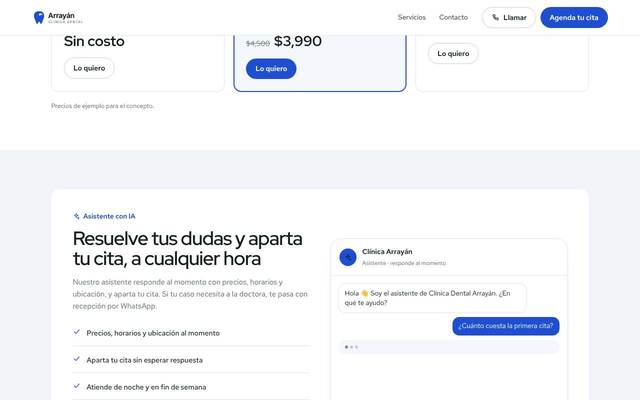 Arrayán
CLÍNICA DENTAL
Servicios
Contacto
Llamar
Agenda tu cita
Sin costo
Lo quiero
$4,500 $3,990
Lo quiero
Lo quiero
Precios de ejemplo para el concepto.
Asistente con IA
Resuelve tus dudas y aparta
tu cita, a cualquier hora
Nuestro asistente responde al momento con precios, horarios y
ubicación, y aparta tu cita. Si tu caso necesita a la doctora, te pasa con
recepción por WhatsApp.
Precios, horarios y ubicación al momento
Aparta tu cita sin esperar respuesta
Atiende de noche y en fin de semana
Clínica Arrayán
Asistente · responde al momento
Hola 👋 Soy el asistente de Clínica Dental Arrayán. ¿En
qué te ayudo?
¿Cuánto cuesta la primera cita?